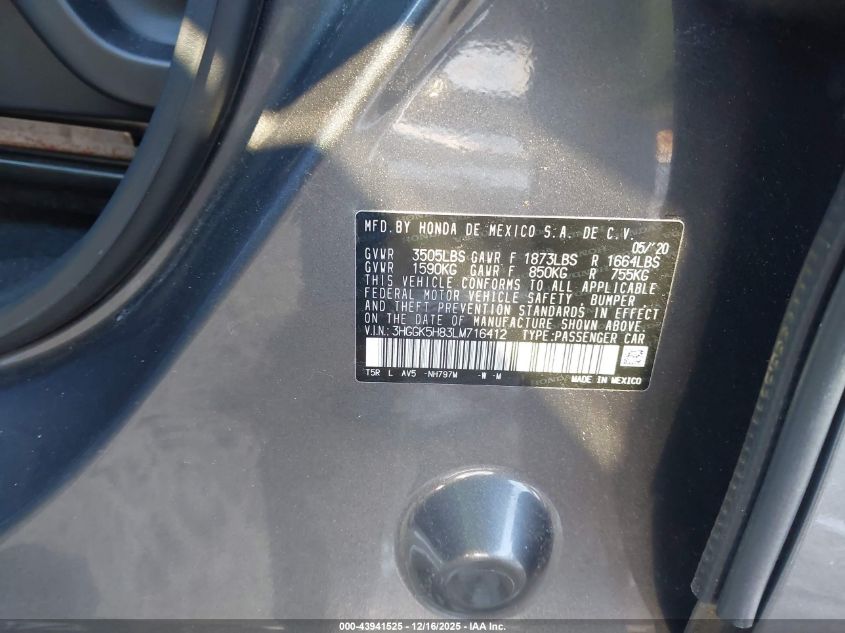 MFD.BY HONDA DE MEXICO S.A. DE C.V.
05/'20
GVWR 3505LBS GAWR F 1873LBS R 1664LBS
GVWR 1590KG GAWR F 850KG R 755KG
THIS VEHICLE CONFORMS TO ALL APPLICABLE
FEDERAL MOTOR VEHICLE SAFETY, BUMPER
AND THEFT PREVENTION STANDARDS IN EFFECT
ON THE DATE OF MANUFACTURE SHOWN ABOVE.
V.I.N.: 3HGGK5H83LM716412 TYPE:PASSENGER CAR
T5R L AV5 -NH797M -W -M MADE IN MEXICO
000-43941525 - 12/16/2025 - IAA Inc.